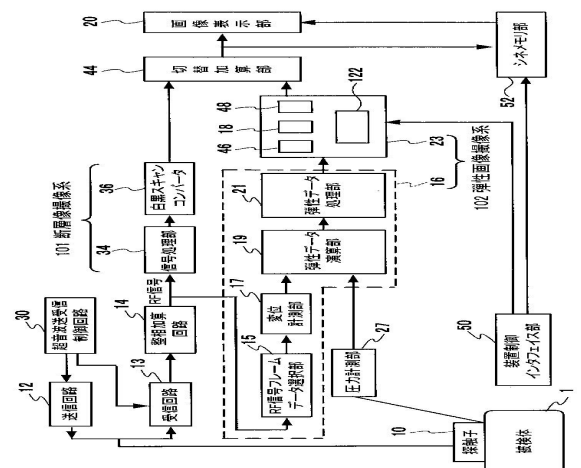 20
画像表示部
44
切替加算部
シネメモリ部
52
48
18
46
122
23
101 断層像撮像系
36
白黒スキャン
コンバータ
34
信号処理部
102 弾性画像撮像系
16
21
弾性データ
処理部
19
弾性データ
演算部
RF信号
14
整相加算
回路
17
変位
計測部
15
RF信号フレーム
データ選択部
27
圧力計測部
30
超音波送受信
制御回路
12
送信回路
13
受信回路
50
装置制御
インタフェイス部
10
探触子
1
被検体